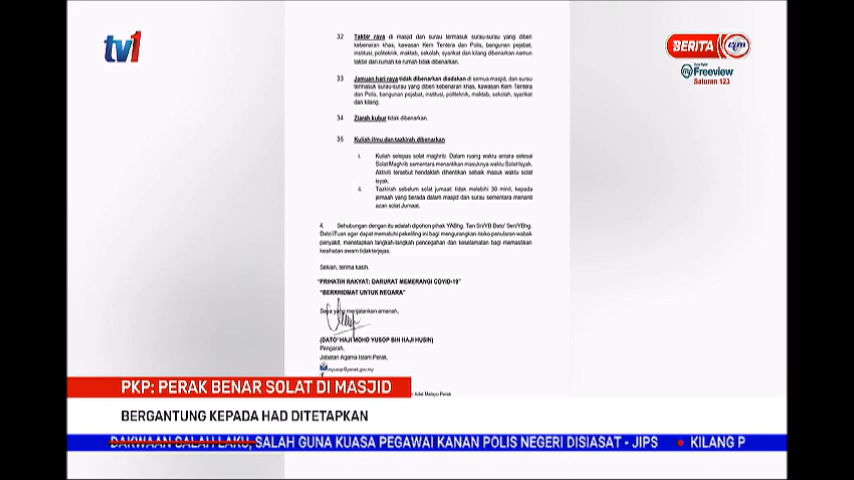 tv1
BERITA rtm
my Freeview
Saluran 123
32 Takbir raya di masjid dan surau termasuk surau-surau yang diberi
kebenaran khas, kawasan Kem Tentera dan Polis, bangunan pejabat,
institusi, politeknik, maktab, sekolah, syarikat dan kilang dibenarkan namun
takbir dari rumah ke rumah tidak dibenarkan.
33 Jamuan hari raya tidak dibenarkan diadakan di semua masjid, dan surau
termasuk surau-surau yang diberi kebenaran khas, kawasan Kem Tentera
dan Polis, bangunan pejabat, institusi, politeknik, maktab, sekolah, syarikat
dan kilang.
34 Ziarah kubur tidak dibenarkan.
35 Kuliah ilmu dan tazkirah dibenarkan
i. Kuliah selepas solat maghrib: Dalam ruang waktu antara selesai
Solat Maghrib sementara menantikan masuknya waktu Solat Isyak.
Aktiviti tersebut hendaklah dihentikan sebaik masuk waktu solat
Isyak.
ii. Tazkirah sebelum solat jumaat: tidak melebihi 30 minit, kepada
jemaah yang berada dalam masjid dan surau sementara menanti
azan solat Jumaat.
4. Sehubungan dengan itu adalah dipohon pihak YABhg. Tan Sri/YB Dato' Seri/YBhg.
Dato'/Tuan agar dapat mematuhi pekeliling ini bagi mengurangkan risiko penularan wabak
penyakit, menetapkan langkah-langkah pencegahan dan keselamatan bagi memastikan
kesihatan awam tidak terjejas.
Sekian, terima kasih.
"PRIHATIN RAKYAT: DARURAT MEMERANGI COVID-19"
"BERKHIDMAT UNTUK NEGARA"
Saya yang menjalankan amanah,
(DATO' HAJI MOHD YUSOP BIN HAJI HUSIN)
Pengarah,
Jabatan Agama Islam Perak.
myusop@perak.gov.my
Adat Melayu Perak
PKP: PERAK BENAR SOLAT DI MASJID
BERGANTUNG KEPADA HAD DITETAPKAN
DAKWAAN SALAH LAKU, SALAH GUNA KUASA PEGAWAI KANAN POLIS NEGERI DISIASAT - JIPS • KILANG P